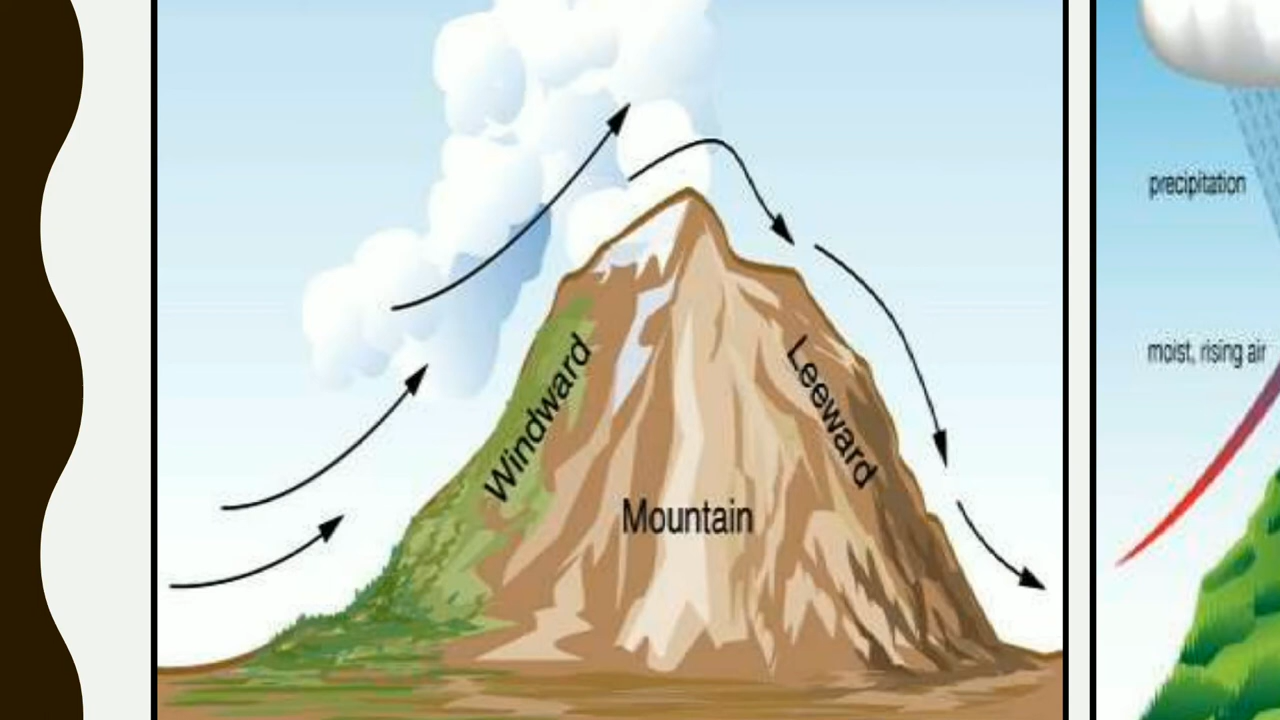 Windward
Leeward
Mountain
precipitation
moist, rising air